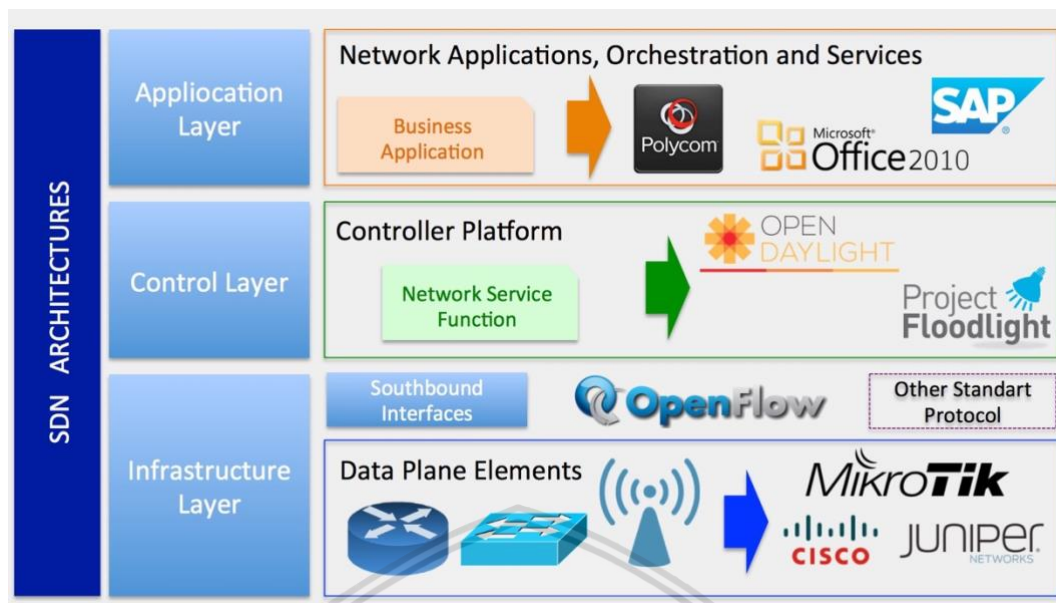 SDN ARCHITECTURES
Appliocation
Layer
Network Applications, Orchestration and Services
Business
Application
Polycom
Microsoft®
Office 2010
SAP®
Control Layer
Controller Platform
Network Service
Function
OPEN
DAYLIGHT
Project
Floodlight
Infrastructure
Layer
Southbound
Interfaces
OpenFlow
Other Standart
Protocol
Data Plane Elements
MikroTik
CISCO
JUNIPEr
NETWORKS